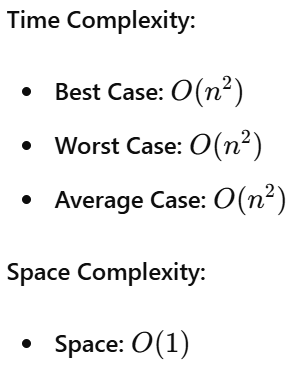 Time Complexity:
• Best Case: O(n²)
• Worst Case: O(n²)
• Average Case: O(n²)
Space Complexity:
• Space: O(1)